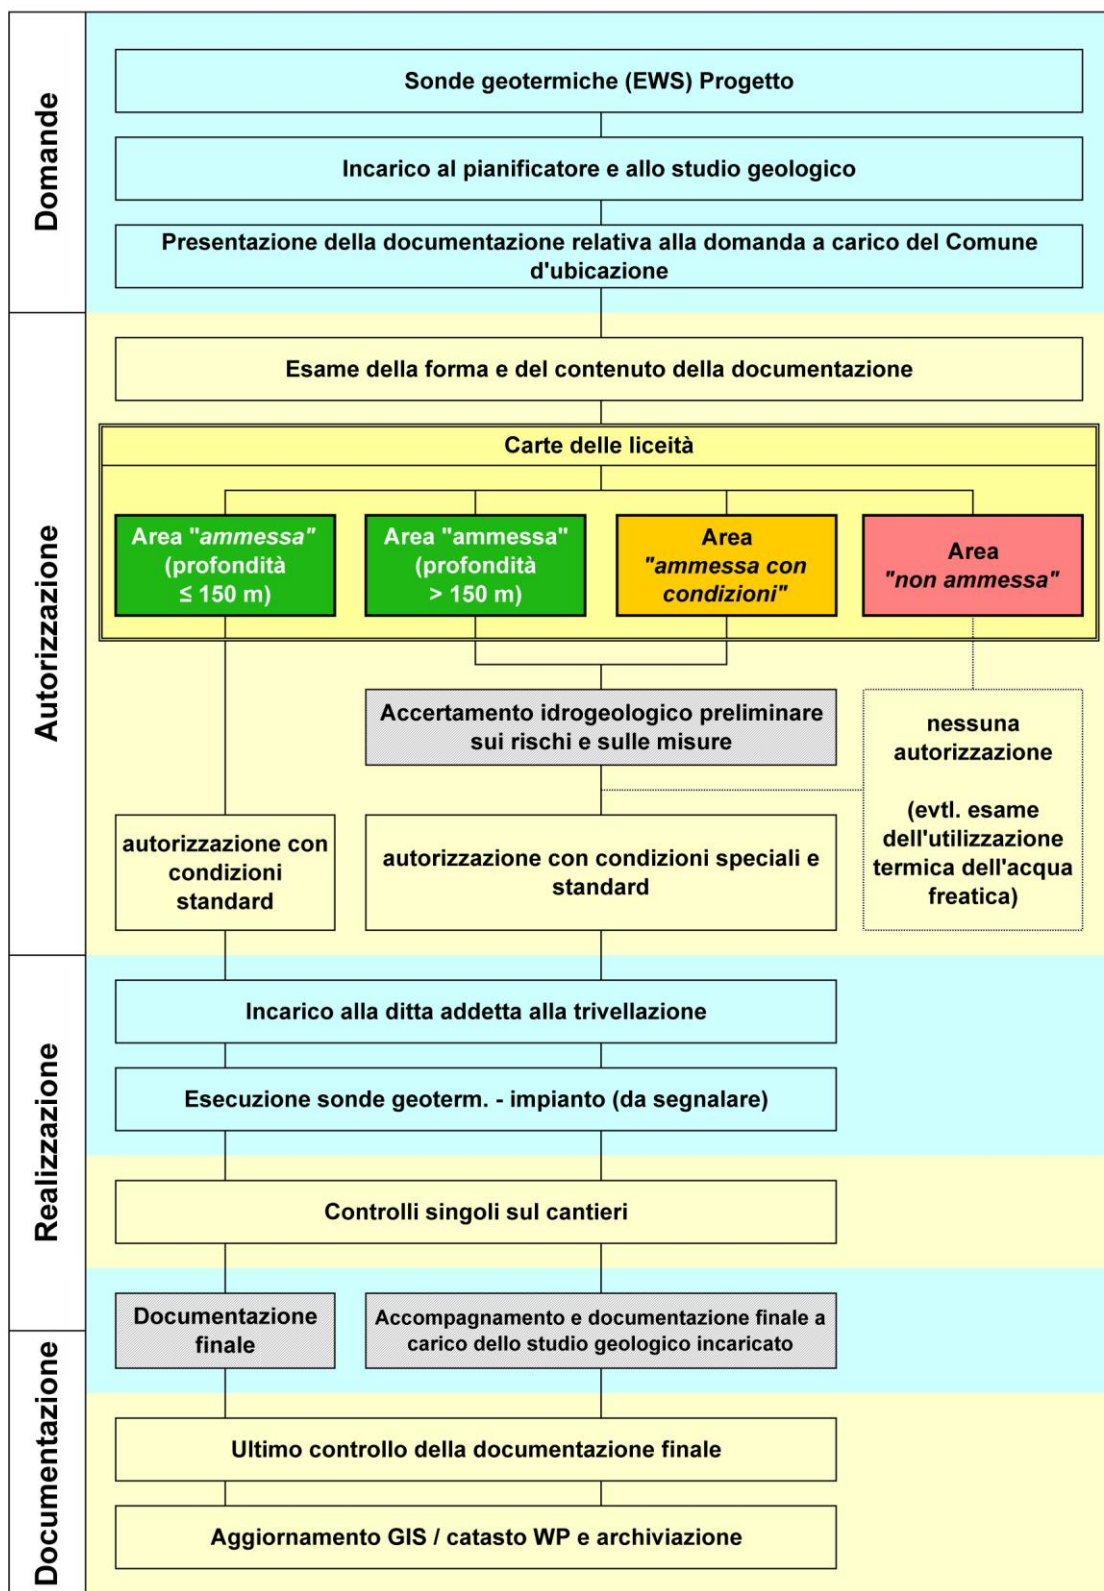 Domande
Sonde geotermiche (EWS) Progetto
Incarico al pianificatore e allo studio geologico
Presentazione della documentazione relativa alla domanda a carico del Comune
d'ubicazione
Autorizzazione
Esame della forma e del contenuto della documentazione
Carte delle liceità
Area "ammessa"
(profondità
≤ 150 m)
Area "ammessa"
(profondità
> 150 m)
Area
"ammessa con
condizioni"
Area
"non ammessa"
Accertamento idrogeologico preliminare
sui rischi e sulle misure
nessuna
autorizzazione
(evtl. esame
dell'utilizzazione
termica dell'acqua
freatica)
autorizzazione con
condizioni
standard
autorizzazione con condizioni speciali e
standard
Realizzazione
Incarico alla ditta addetta alla trivellazione
Esecuzione sonde geoterm. - impianto (da segnalare)
Controlli singoli sul cantieri
Documentazione
finale
Accompagnamento e documentazione finale a
carico dello studio geologico incaricato
Documentazione
Ultimo controllo della documentazione finale
Aggiornamento GIS / catasto WP e archiviazione